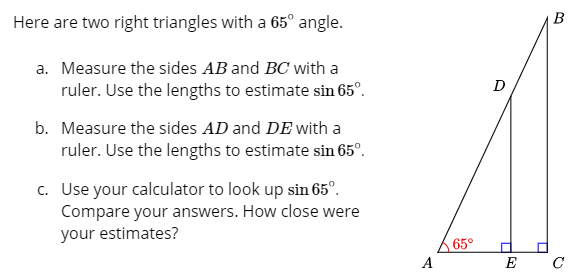 Here are two right triangles with a 65° angle.
a. Measure the sides AB and BC with a
ruler. Use the lengths to estimate sin 65°.
b. Measure the sides AD and DE with a
ruler. Use the lengths to estimate sin 65°.
c. Use your calculator to look up sin 65°.
Compare your answers. How close were
your estimates?
B
D
65°
A
E
C